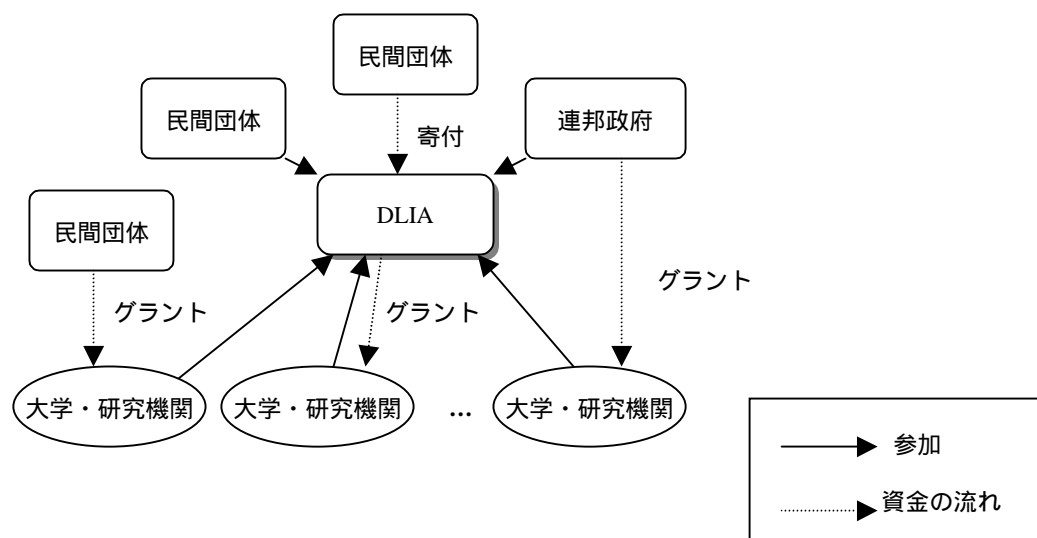 民間団体
民間団体
連邦政府
寄付
DLIA
民間団体
グラント
グラント
グラント
大学・研究機関
大学・研究機関
...
大学・研究機関
参加
資金の流れ